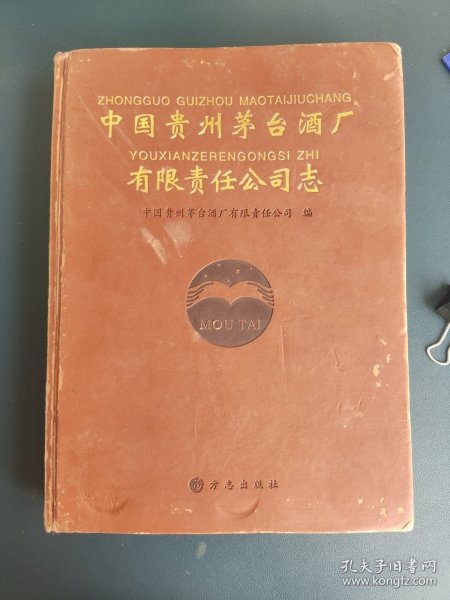 ZHONGGUO GUIZHOU MAOTAIJIUCHANG
中国贵州茅台酒厂
YOUXIANZERENGONGSI ZHI
有限责任公司志
中国贵州茅台酒厂有限责任公司 编
MOU TAI
方志出版社
孔夫子旧书网
www.kongfz.com